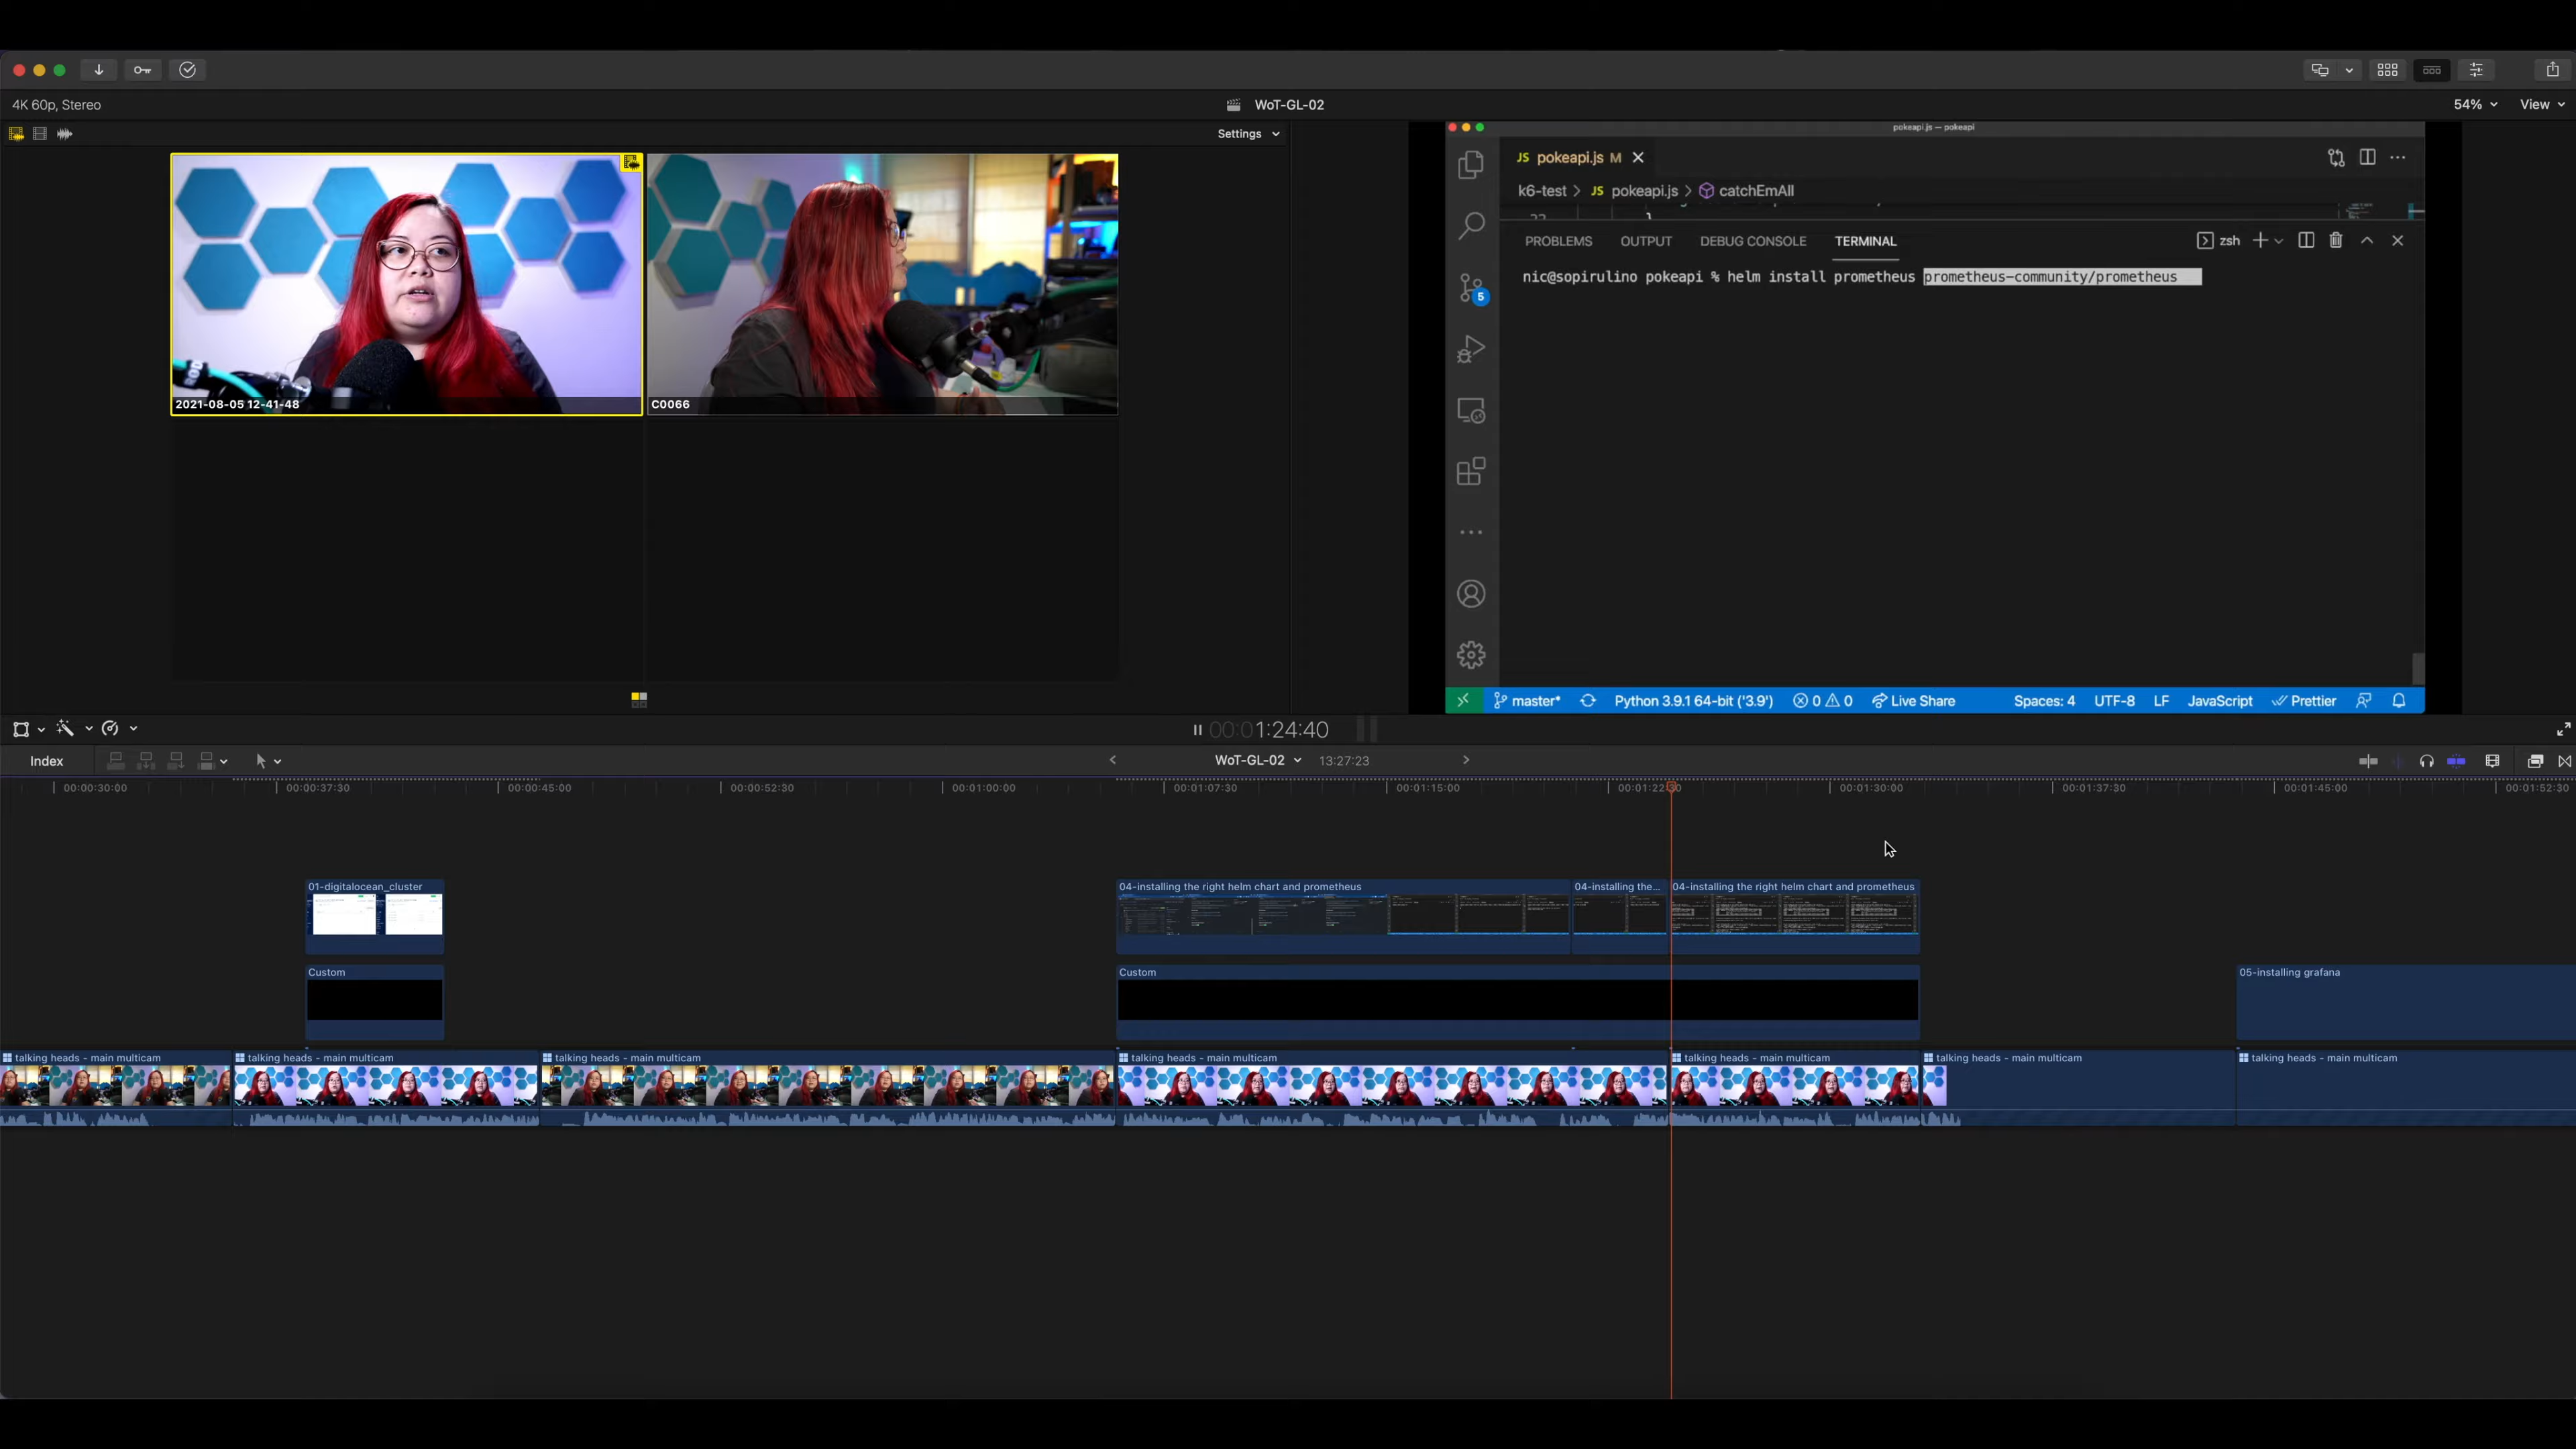 4K 60p, Stereo
WoT-GL-02
54%
View
Settings
2021-08-05 12-41-48
C0066
pokeapi.js — pokeapi
JS pokeapi.js M
k6-test > JS pokeapi.js > catchEmAll
PROBLEMS OUTPUT DEBUG CONSOLE TERMINAL
zsh
nic@sopirulino pokeapi % helm install prometheus prometheus-community/prometheus
5
master*
Python 3.9.1 64-bit ('3.9')
0 0
Live Share
Spaces: 4
UTF-8
LF
JavaScript
Prettier
00:01:24:40
Index
WoT-GL-02
13:27:23
00:00:30:00 00:00:37:30 00:00:45:00 00:00:52:30 00:01:00:00 00:01:07:30 00:01:15:00 00:01:22:30 00:01:30:00 00:01:37:30 00:01:45:00 00:01:52:30
01-digitalocean_cluster
04-installing the right helm chart and prometheus
04-installing the...
04-installing the right helm chart and prometheus
Custom
Custom
05-installing grafana
talking heads - main multicam
talking heads - main multicam
talking heads - main multicam
talking heads - main multicam
talking heads - main multicam
talking heads - main multicam
talking heads - main multicam